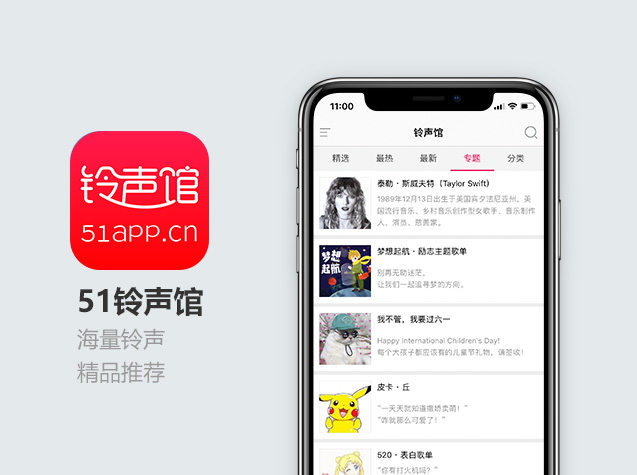 铃声馆
51app.cn
51铃声馆
海量铃声
精品推荐
11:00
铃声馆
精选 最热 最新 专题 分类
泰勒·斯威夫特（Taylor Swift）
1989年12月13日出生于美国宾夕法尼亚州，美
国流行音乐、乡村音乐创作型女歌手、音乐制作
人、演员、慈善家。
梦想
起航
梦想起航·励志主题歌单
别再无助迷茫，
让我们一起追寻梦的方向。
我不管，我要过六一
Happy International Children's Day!
每个大孩子都应该有的儿童节礼物，请签收！
皮卡·丘
“一天天就知道撒娇卖萌！”
“咋就那么可爱了！”
520·表白歌单
“你有打火机吗？”